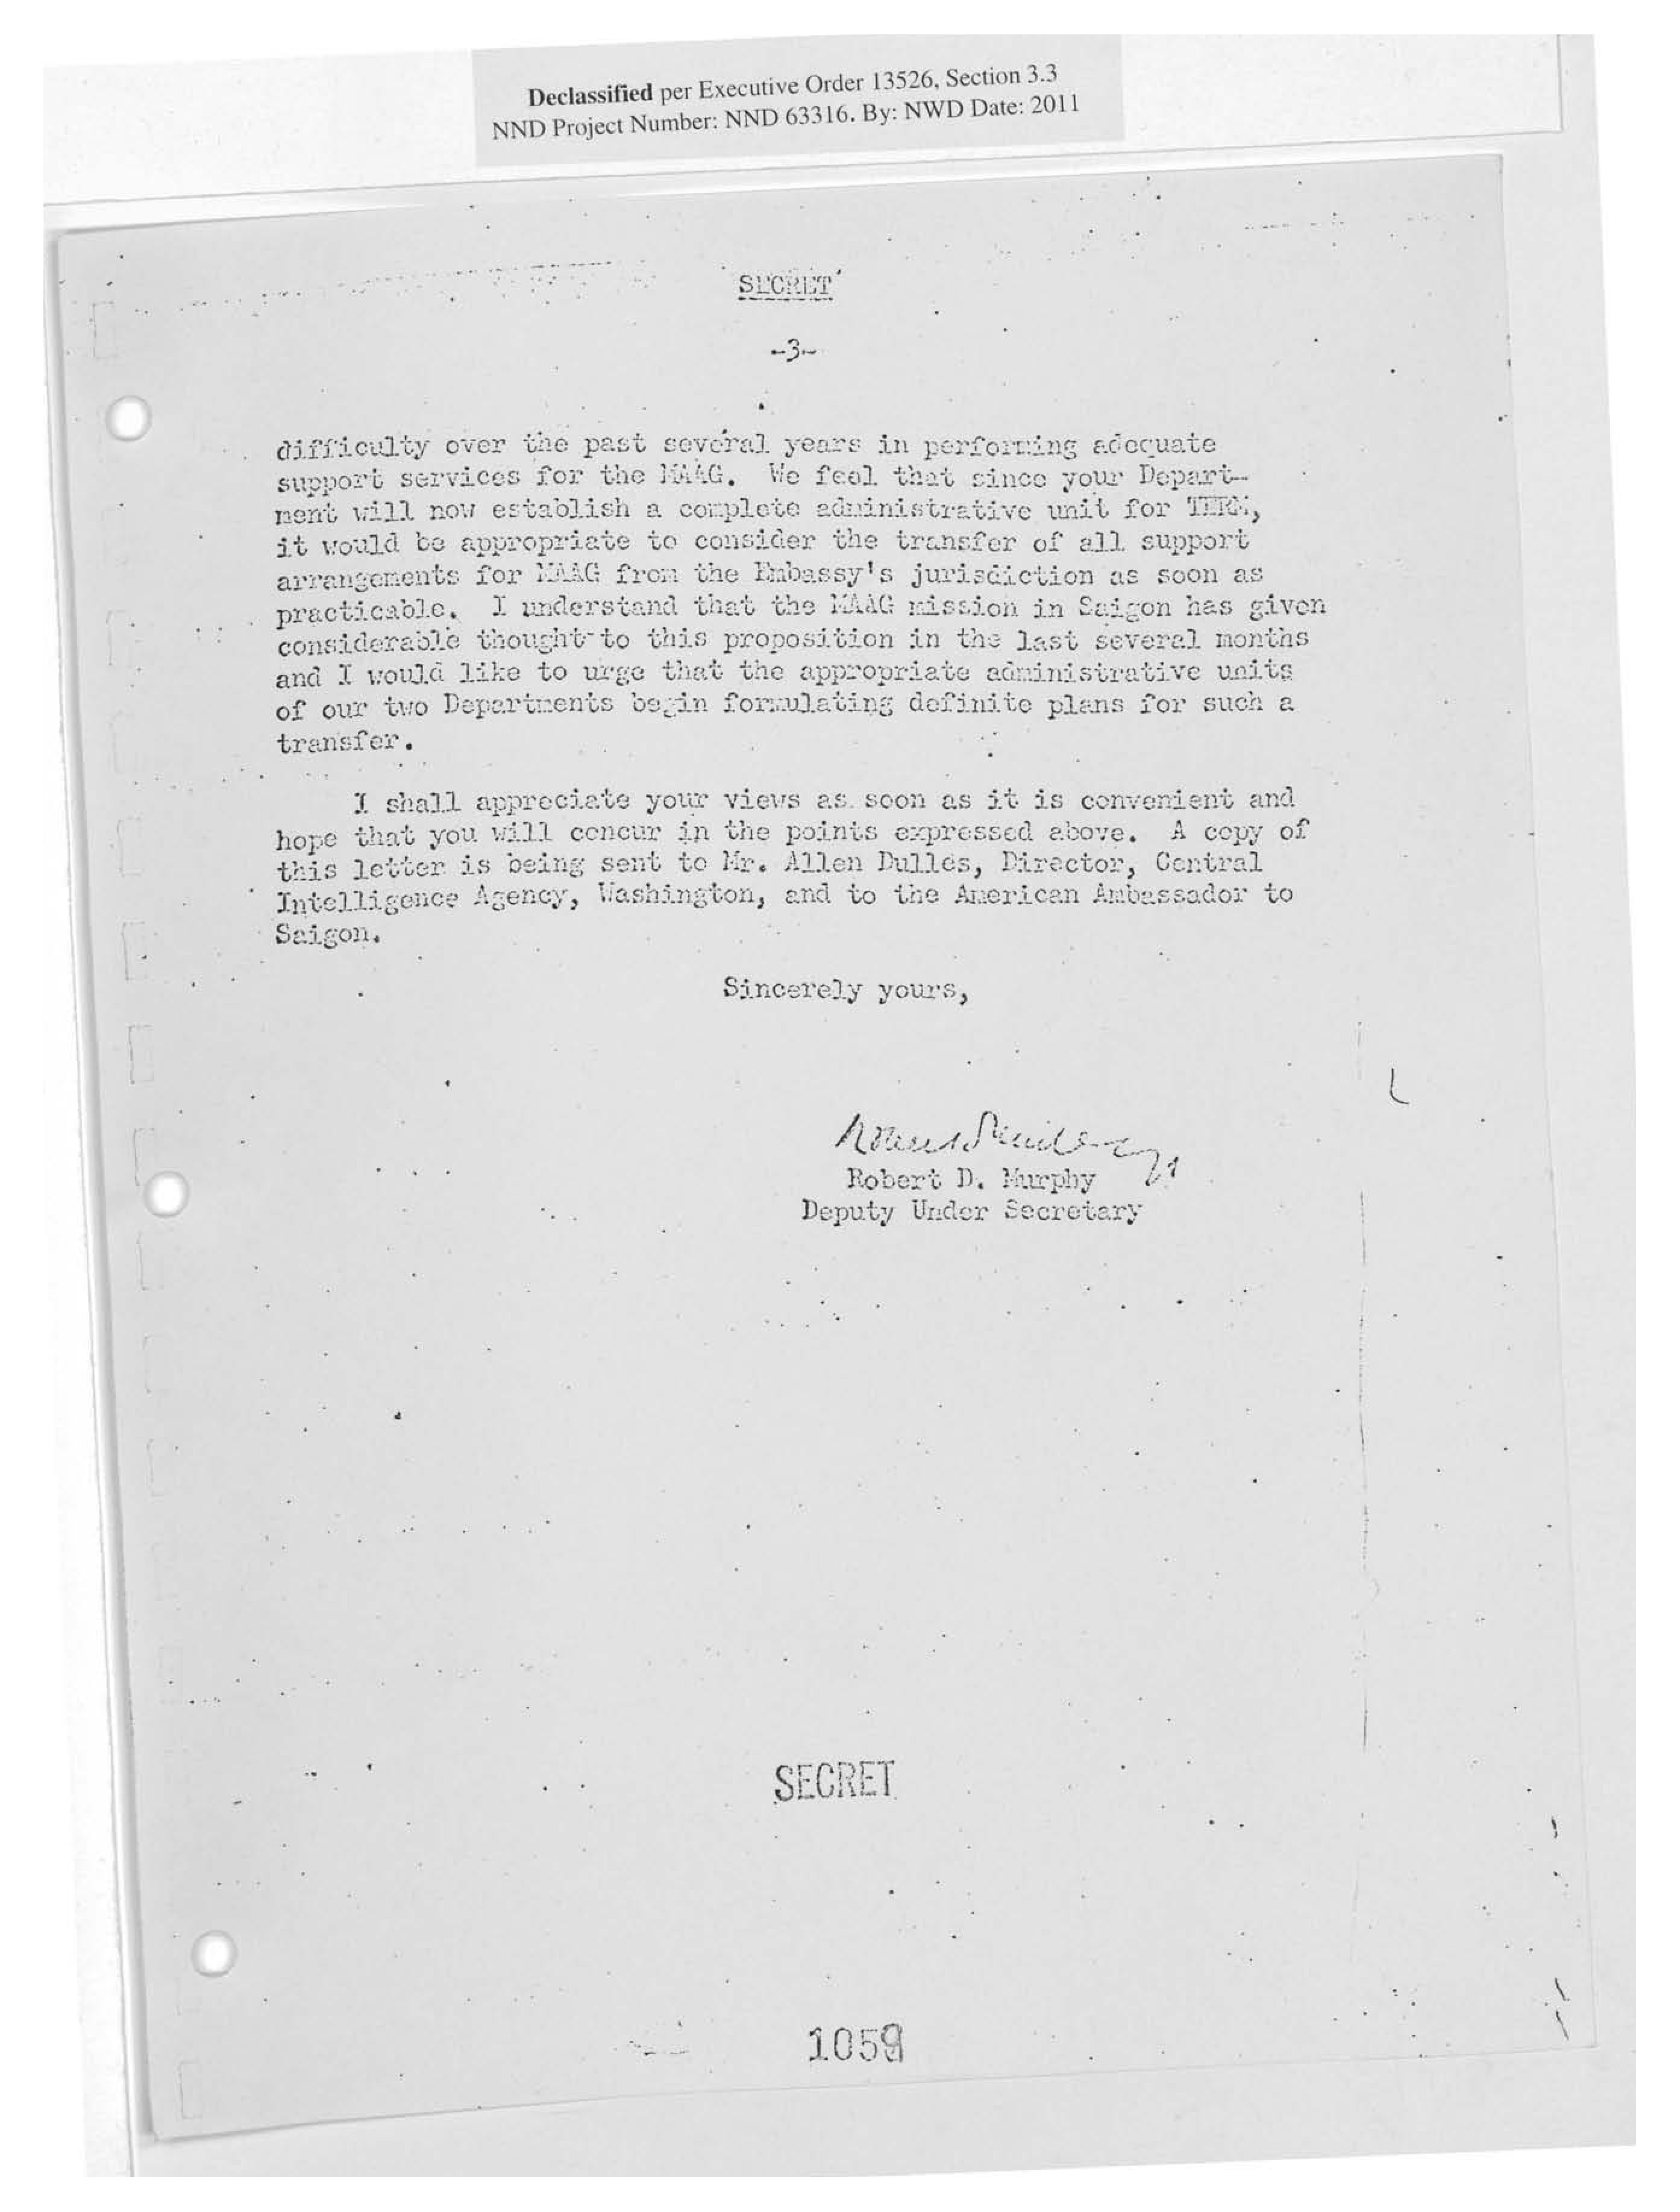 Declassified per Executive Order 13526, Section 3.3
NND Project Number: NND 63316. By: NWD Date: 2011
SECRET
-3-
difficulty over the past several years in performing adequate
support services for the MAAG. We feel that since your Depart-
ment will now establish a complete administrative unit for TERM,
it would be appropriate to consider the transfer of all support
arrangements for MAAG from the Embassy's jurisdiction as soon as
practicable. I understand that the MAAG mission in Saigon has given
considerable thought to this proposition in the last several months
and I would like to urge that the appropriate administrative units
of our two Departments begin formulating definite plans for such a
transfer.
I shall appreciate your views as soon as it is convenient and
hope that you will concur in the points expressed above. A copy of
this letter is being sent to Mr. Allen Dulles, Director, Central
Intelligence Agency, Washington, and to the American Ambassador to
Saigon.
Sincerely yours,
Robert D. Murphy
Deputy Under Secretary
SECRET
1059